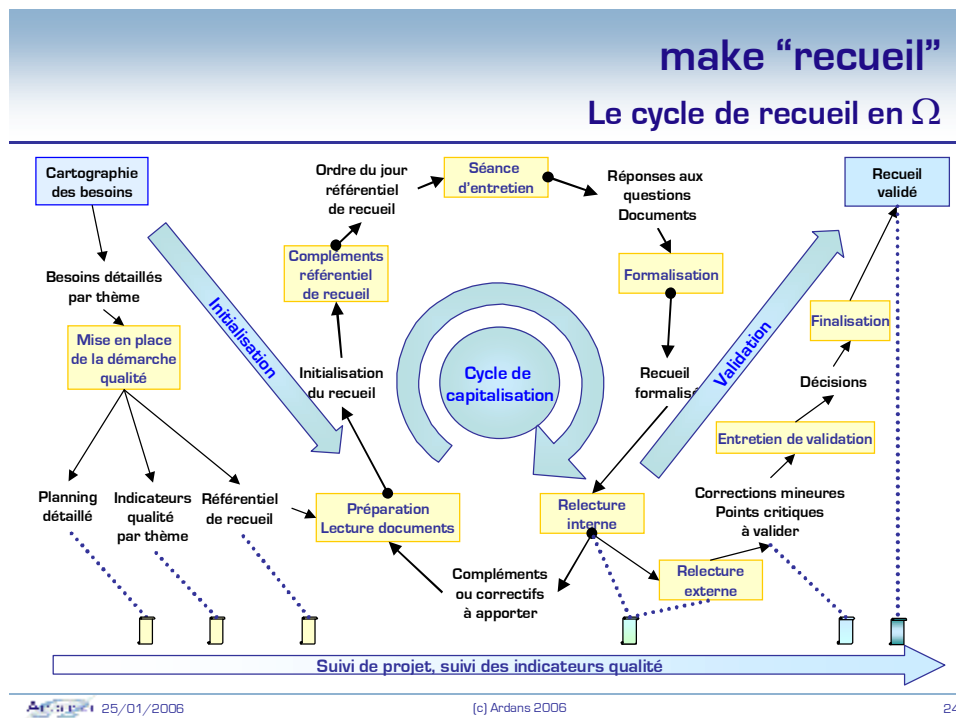 make “recueil”
Le cycle de recueil en Ω
Cartographie
des besoins
Besoins détaillés
par thème
Mise en place
de la démarche
qualité
Planning
détaillé
Indicateurs
qualité
par thème
Référentiel
de recueil
Initialisation
Préparation
Lecture documents
Initialisation
du recueil
Compléments
référentiel
de recueil
Ordre du jour
référentiel
de recueil
Séance
d’entretien
Réponses aux
questions
Documents
Formalisation
Recueil
formalisé
Cycle de
capitalisation
Relecture
interne
Compléments
ou correctifs
à apporter
Relecture
externe
Corrections mineures
Points critiques
à valider
Entretien de validation
Décisions
Finalisation
Validation
Recueil
validé
Suivi de projet, suivi des indicateurs qualité
Ardans 25/01/2006
(c) Ardans 2006
24